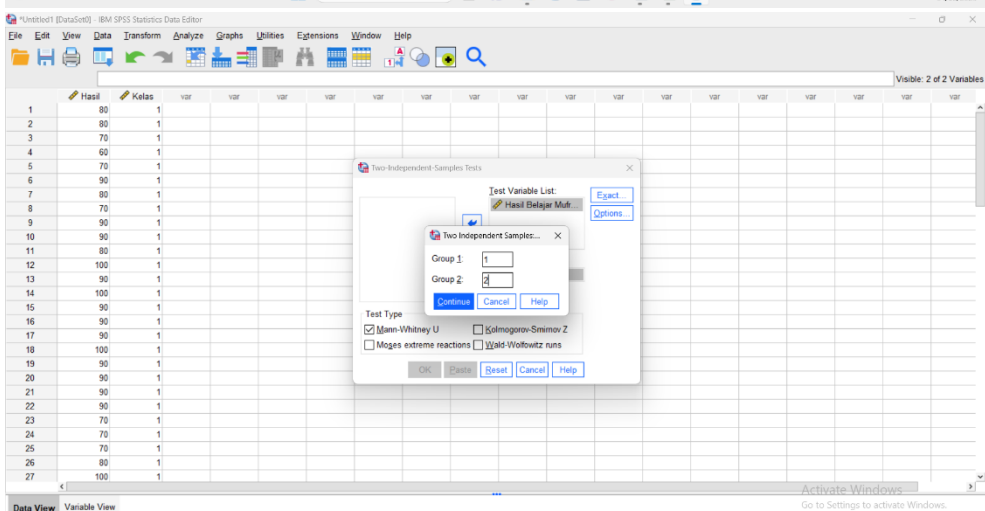 *Untitled1 [DataSet0] - IBM SPSS Statistics Data Editor
File Edit View Data Transform Analyze Graphs Utilities Extensions Window Help
Visible: 2 of 2 Variables
Hasil Kelas var var var var var var var var var var var var var var var var var
1 80 1
2 80 1
3 70 1
4 60 1
5 70 1
6 90 1
7 80 1
8 70 1
9 90 1
10 90 1
11 80 1
12 100 1
13 90 1
14 100 1
15 90 1
16 90 1
17 90 1
18 100 1
19 90 1
20 90 1
21 90 1
22 90 1
23 70 1
24 70 1
25 70 1
26 80 1
27 100 1
Two-Independent-Samples Tests
Test Variable List:
Hasil Belajar Mufr...
Exact...
Options...
Two Independent Samples:...
Group 1: 1
Group 2: 2
Continue Cancel Help
Test Type
Mann-Whitney U Kolmogorov-Smirnov Z
Moses extreme reactions Wald-Wolfowitz runs
OK Paste Reset Cancel Help
Activate Windows
Go to Settings to activate Windows.
Data View Variable View